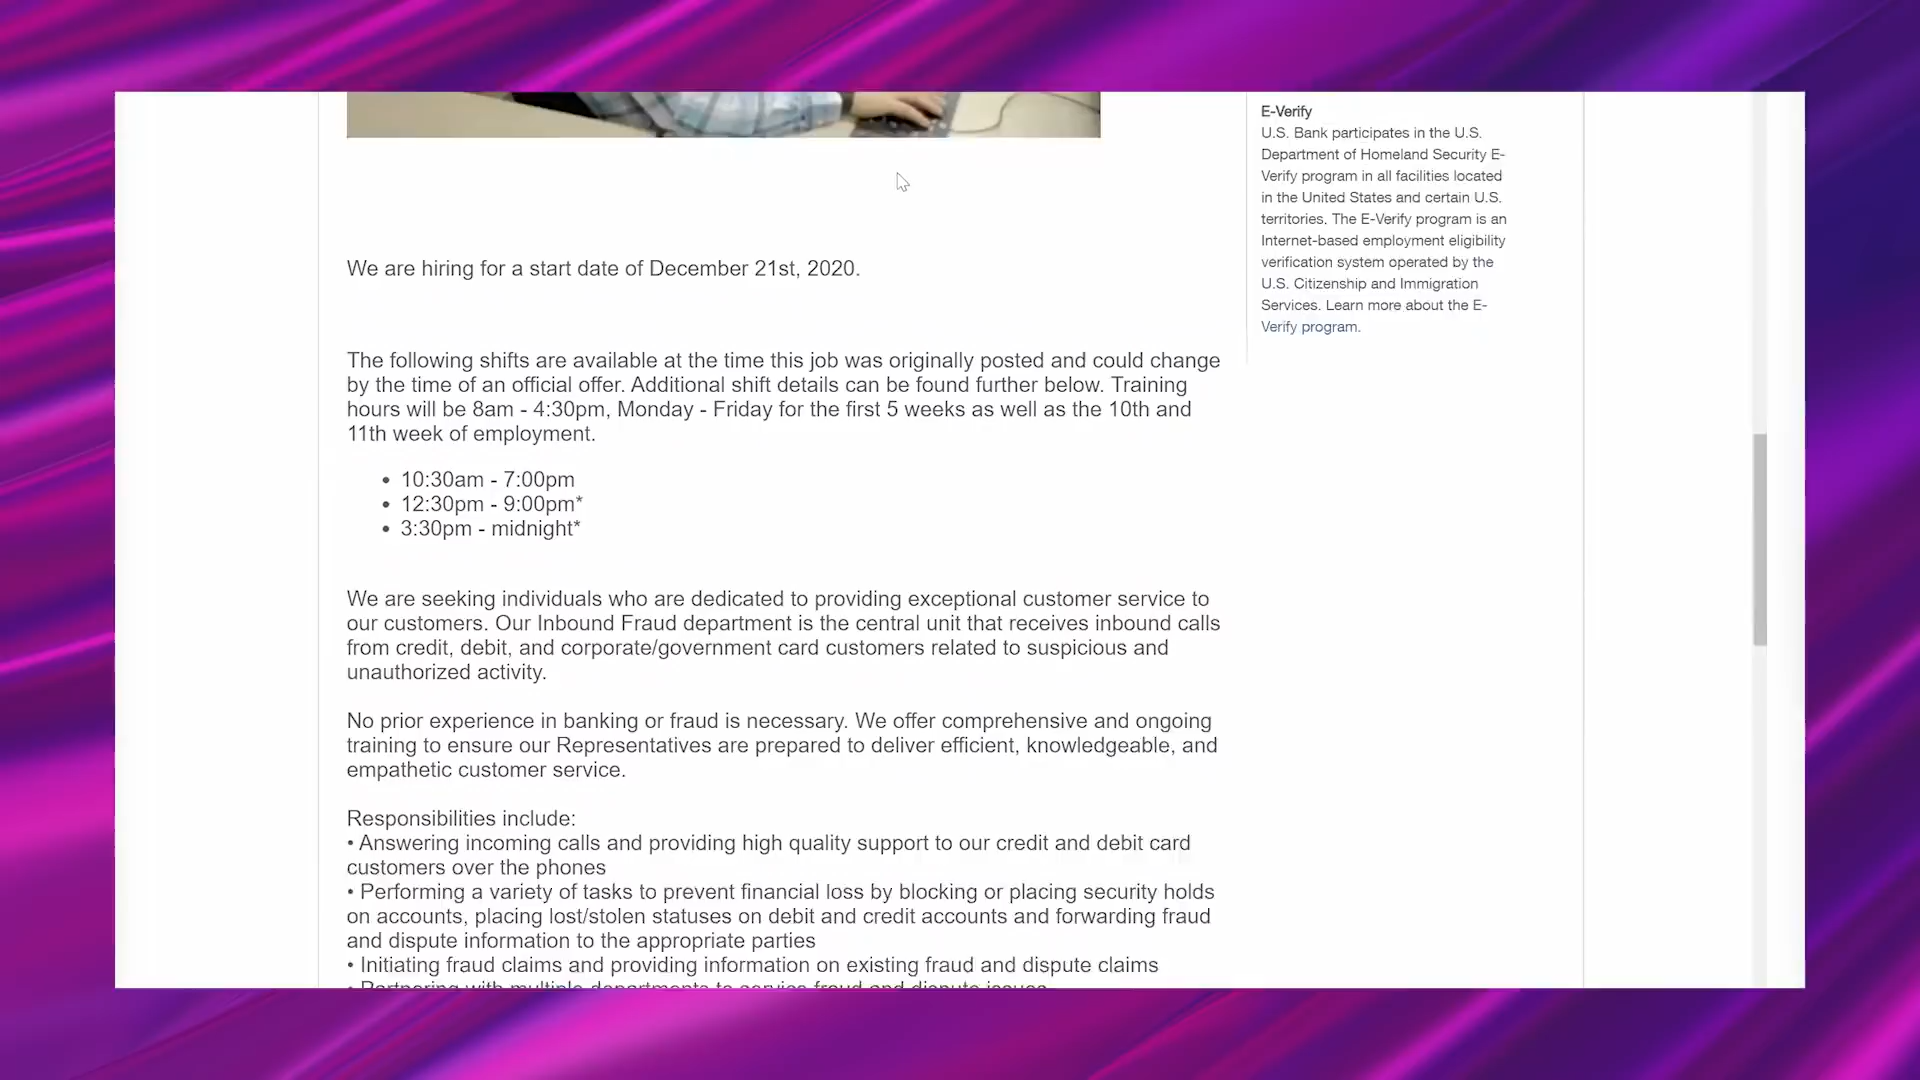 E-Verify
U.S. Bank participates in the U.S.
Department of Homeland Security E-
Verify program in all facilities located
in the United States and certain U.S.
territories. The E-Verify program is an
Internet-based employment eligibility
verification system operated by the
U.S. Citizenship and Immigration
Services. Learn more about the E-
Verify program.
We are hiring for a start date of December 21st, 2020.
The following shifts are available at the time this job was originally posted and could change
by the time of an official offer. Additional shift details can be found further below. Training
hours will be 8am - 4:30pm, Monday - Friday for the first 5 weeks as well as the 10th and
11th week of employment.
• 10:30am - 7:00pm
• 12:30pm - 9:00pm*
• 3:30pm - midnight*
We are seeking individuals who are dedicated to providing exceptional customer service to
our customers. Our Inbound Fraud department is the central unit that receives inbound calls
from credit, debit, and corporate/government card customers related to suspicious and
unauthorized activity.
No prior experience in banking or fraud is necessary. We offer comprehensive and ongoing
training to ensure our Representatives are prepared to deliver efficient, knowledgeable, and
empathetic customer service.
Responsibilities include:
• Answering incoming calls and providing high quality support to our credit and debit card
customers over the phones
• Performing a variety of tasks to prevent financial loss by blocking or placing security holds
on accounts, placing lost/stolen statuses on debit and credit accounts and forwarding fraud
and dispute information to the appropriate parties
• Initiating fraud claims and providing information on existing fraud and dispute claims
• Partnering with multiple departments to service fraud and dispute issues